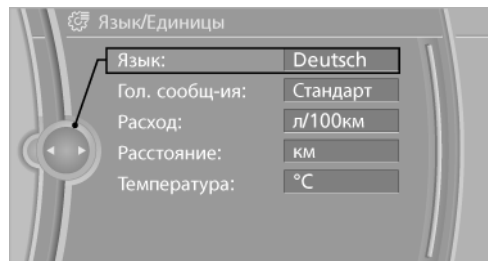 Язык/Единицы
Язык: Deutsch
Гол. сообщ-ия: Стандарт
Расход: л/100км
Расстояние: км
Температура: °C